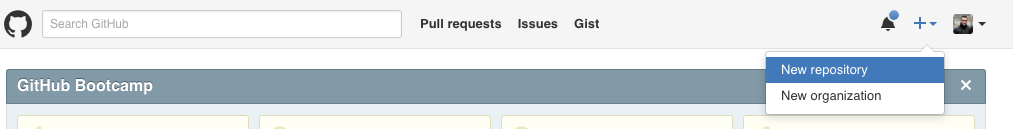 Search GitHub
Pull requests
Issues
Gist
New repository
New organization
GitHub Bootcamp